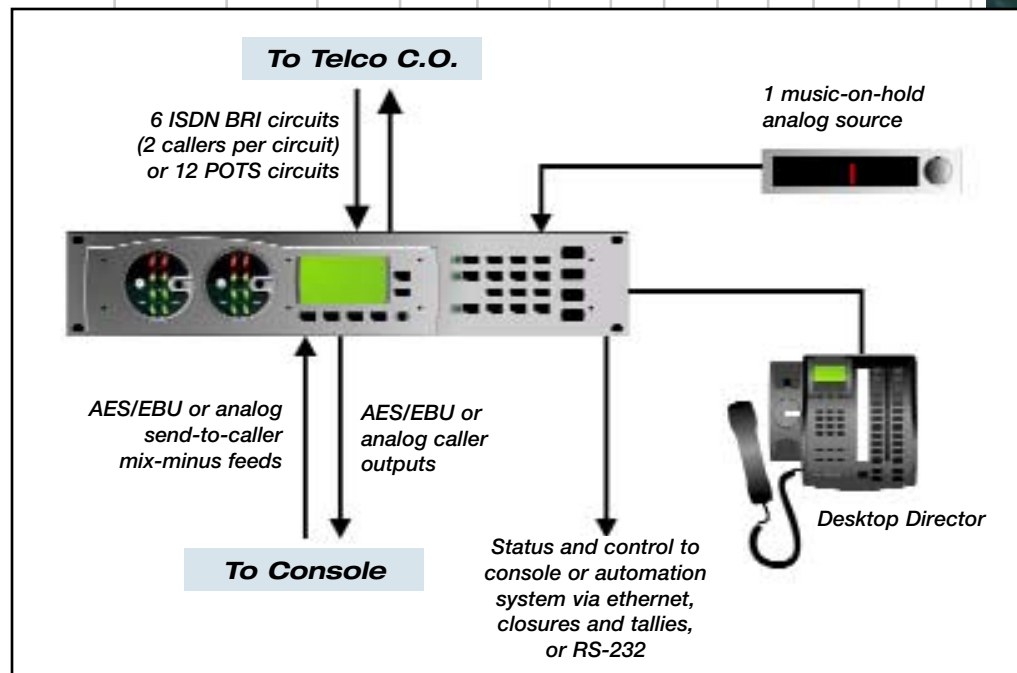 To Telco C.O.
6 ISDN BRI circuits
(2 callers per circuit)
or 12 POTS circuits
1 music-on-hold
analog source
AES/EBU or analog
send-to-caller
mix-minus feeds
AES/EBU or
analog caller
outputs
Desktop Director
To Console
Status and control to
console or automation
system via ethernet,
closures and tallies,
or RS-232